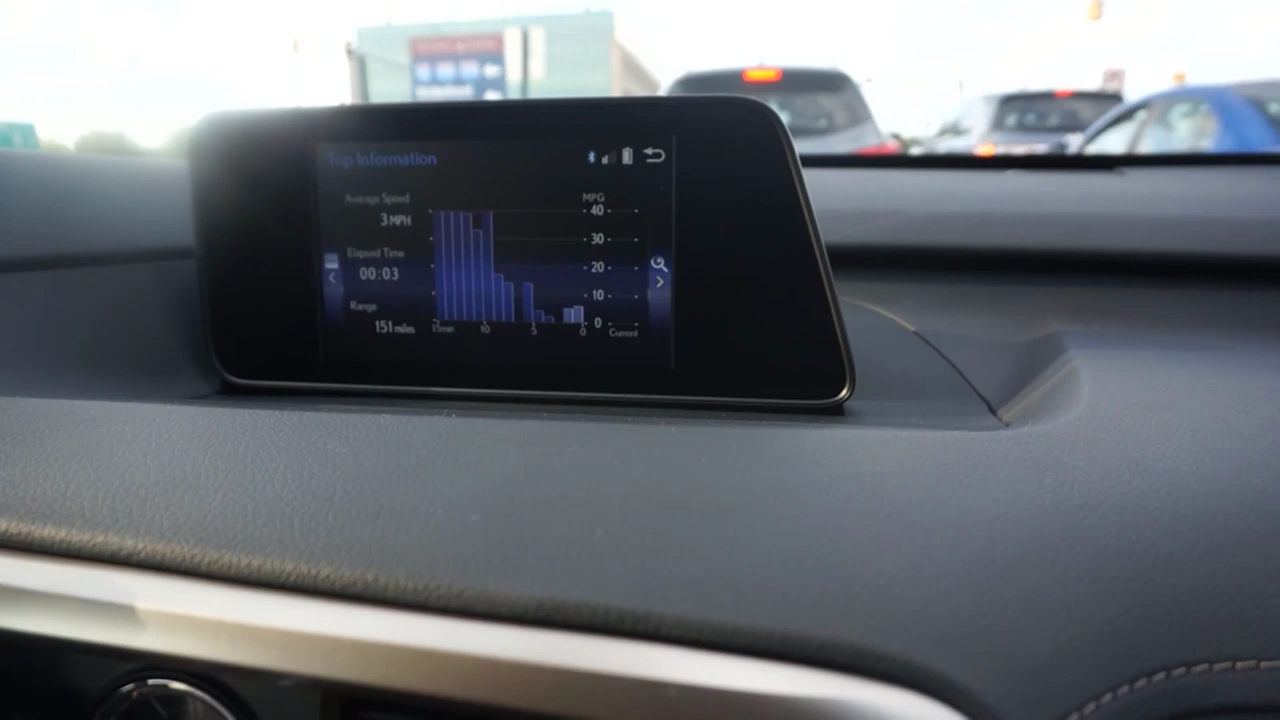 Trip Information
Average Speed
3 MPH
Elapsed Time
00:03
Range
151 miles
MPG
40
30
20
10
0
15min 10 5 0 Current